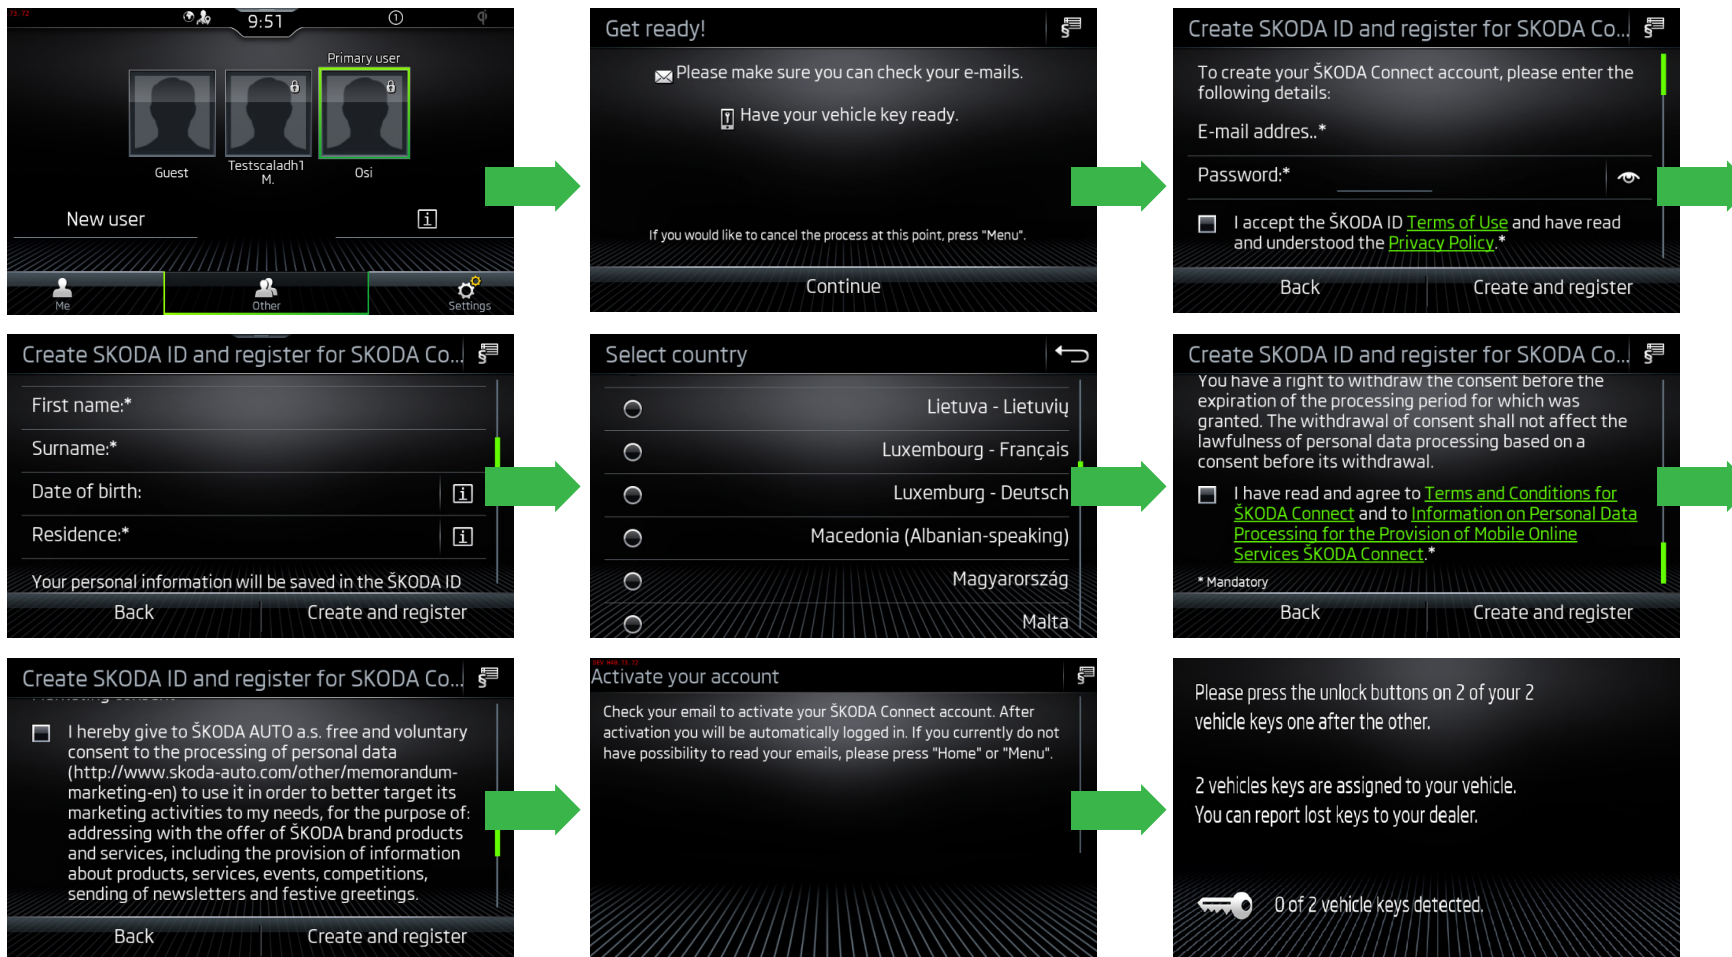 73. 72
9:51
1
Primary user
Guest
Testscaladh1
M.
Osi
New user
i
Me
Other
Settings
Get ready!
§
Please make sure you can check your e-mails.
Have your vehicle key ready.
If you would like to cancel the process at this point, press "Menu".
Continue
Create SKODA ID and register for SKODA Co...
§
To create your ŠKODA Connect account, please enter the
following details:
E-mail addres..*
Password:*
I accept the ŠKODA ID Terms of Use and have read
and understood the Privacy Policy.*
Back
Create and register
Create SKODA ID and register for SKODA Co...
§
First name:*
Surname:*
Date of birth:
i
Residence:*
i
Your personal information will be saved in the ŠKODA ID
Back
Create and register
Select country
Lietuva - Lietuvių
Luxembourg - Français
Luxemburg - Deutsch
Macedonia (Albanian-speaking)
Magyarország
Malta
Create SKODA ID and register for SKODA Co...
§
You have a right to withdraw the consent before the
expiration of the processing period for which was
granted. The withdrawal of consent shall not affect the
lawfulness of personal data processing based on a
consent before its withdrawal.
I have read and agree to Terms and Conditions for
ŠKODA Connect and to Information on Personal Data
Processing for the Provision of Mobile Online
Services ŠKODA Connect.*
* Mandatory
Back
Create and register
Create SKODA ID and register for SKODA Co...
§
Marketing consent
I hereby give to ŠKODA AUTO a.s. free and voluntary
consent to the processing of personal data
(http://www.skoda-auto.com/other/memorandum-
marketing-en) to use it in order to better target its
marketing activities to my needs, for the purpose of:
addressing with the offer of ŠKODA brand products
and services, including the provision of information
about products, services, events, competitions,
sending of newsletters and festive greetings.
Back
Create and register
Activate your account
§
Check your email to activate your ŠKODA Connect account. After
activation you will be automatically logged in. If you currently do not
have possibility to read your emails, please press "Home" or "Menu".
Please press the unlock buttons on 2 of your 2
vehicle keys one after the other.
2 vehicles keys are assigned to your vehicle.
You can report lost keys to your dealer.
0 of 2 vehicle keys detected.